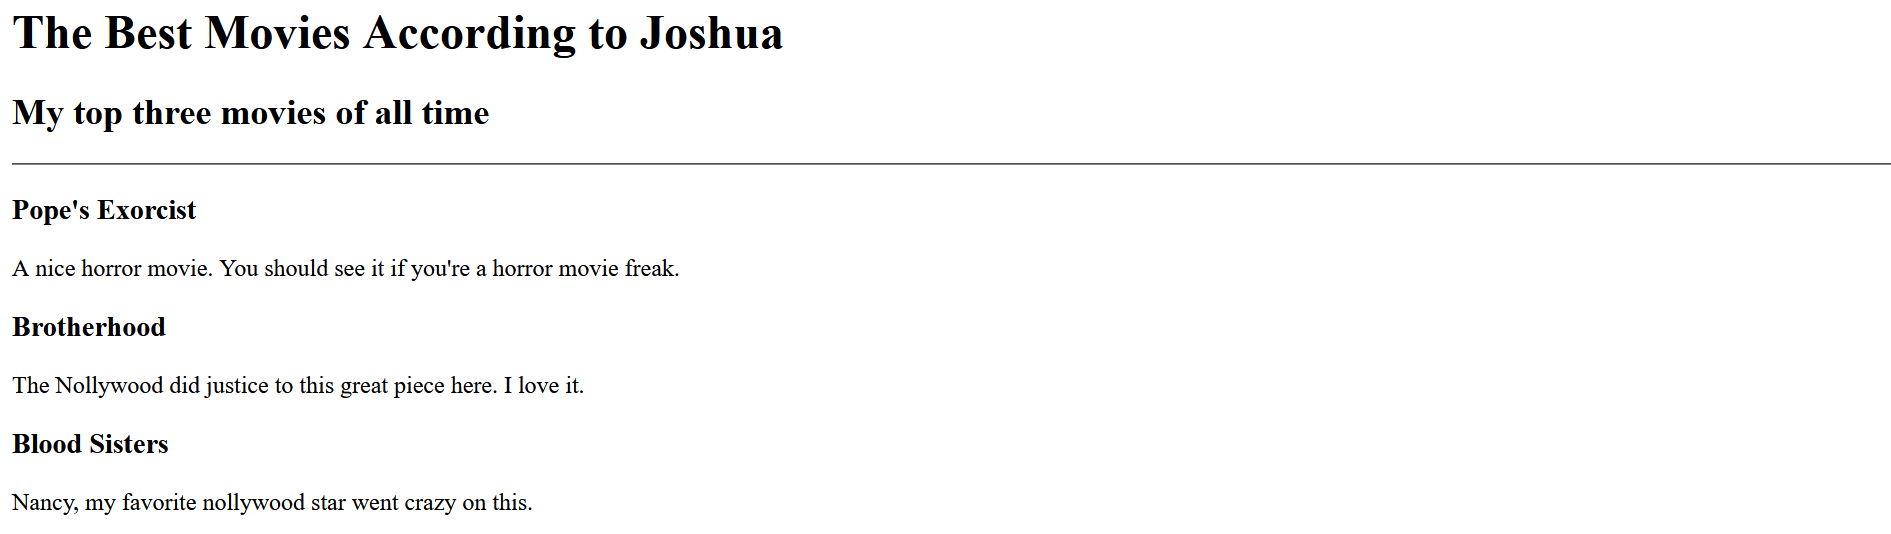 The Best Movies According to Joshua
My top three movies of all time
Pope's Exorcist
A nice horror movie. You should see it if you're a horror movie freak.
Brotherhood
The Nollywood did justice to this great piece here. I love it.
Blood Sisters
Nancy, my favorite nollywood star went crazy on this.